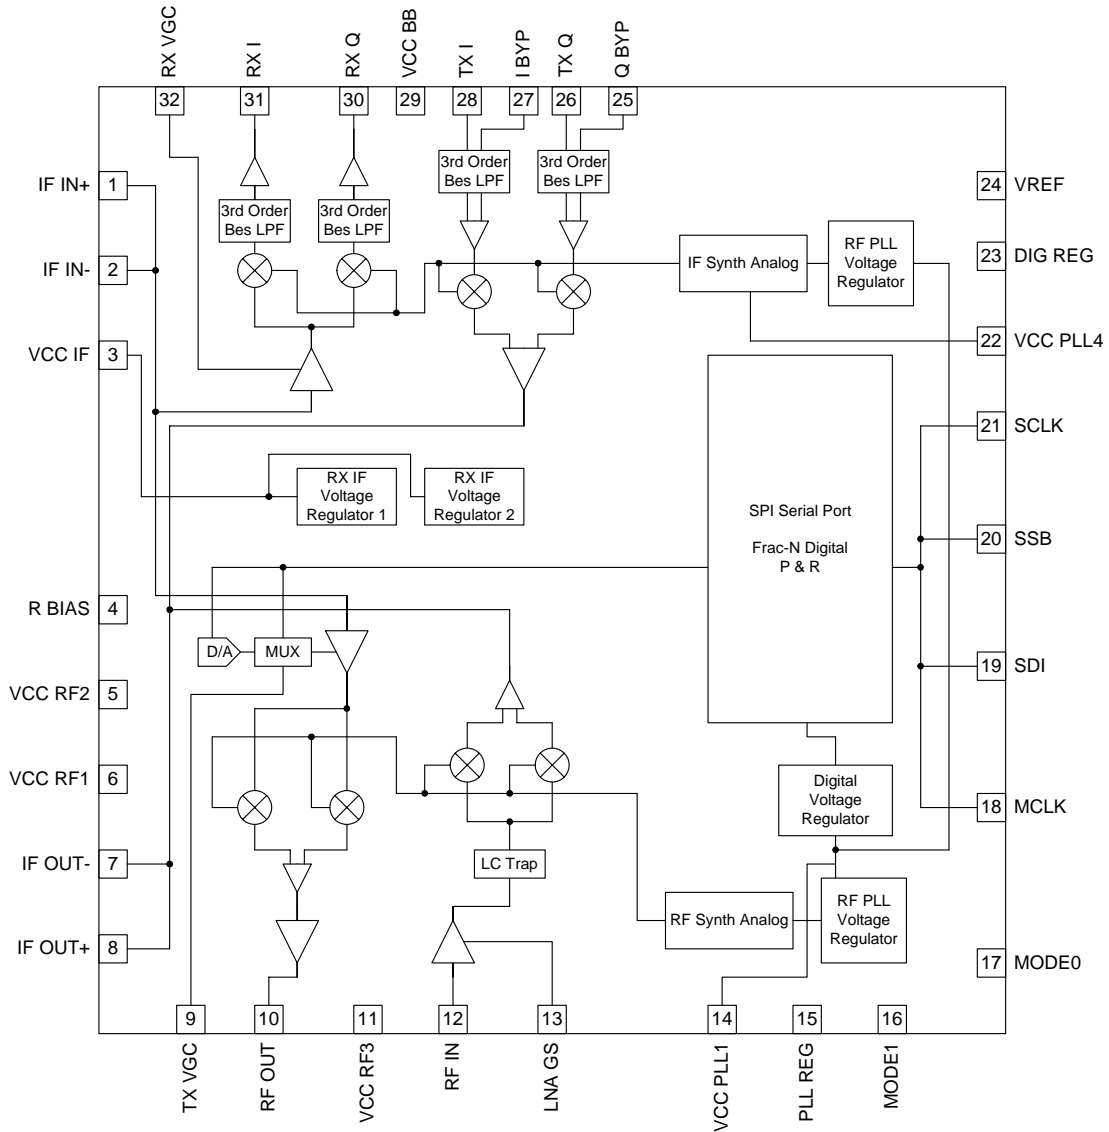 RX VGC
RX I
RX Q
VCC BB
TX I
I BYP
TX Q
Q BYP
32
31
30
29
28
27
26
25
3rd Order
Bes LPF
3rd Order
Bes LPF
IF IN+
1
24
VREF
3rd Order
Bes LPF
3rd Order
Bes LPF
RF PLL
Voltage
Regulator
IF Synth Analog
23
DIG REG
IF IN-
2
22
VCC PLL4
VCC IF
3
21
SCLK
RX IF
Voltage
Regulator 1
RX IF
Voltage
Regulator 2
SPI Serial Port
Frac-N Digital
P & R
20
SSB
R BIAS
4
D/A
MUX
19
SDI
VCC RF2
5
VCC RF1
6
Digital
Voltage
Regulator
18
MCLK
IF OUT-
7
LC Trap
RF Synth Analog
RF PLL
Voltage
Regulator
IF OUT+
8
17
MODE0
9
10
11
12
13
14
15
16
TX VGC
RF OUT
VCC RF3
RF IN
LNA GS
VCC PLL1
PLL REG
MODE1